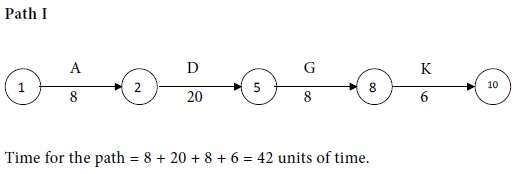 Path I
A D G K
1 2 5 8 10
8 20 8 6
Time for the path = 8 + 20 + 8 + 6 = 42 units of time.